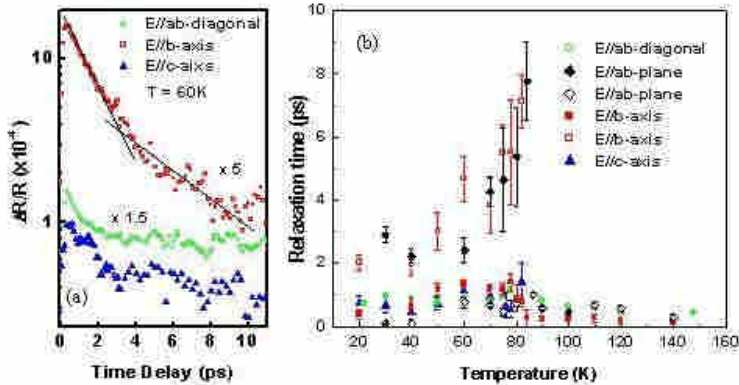 E//ab-diagonal
E//b-axis
E//c-aixs
T = 60K
10
1
x 5
x 1.5
(a)
0 2 4 6 8 10
Time Delay (ps)
ΔR/R (x10⁻⁴)
(b)
E//ab-diagonal
E//ab-plane
E//ab-plane
E//b-axis
E//b-axis
E//c-axis
10
8
6
4
2
0
20 40 60 80 100 120 140 160
Relaxation time (ps)
Temperature (K)